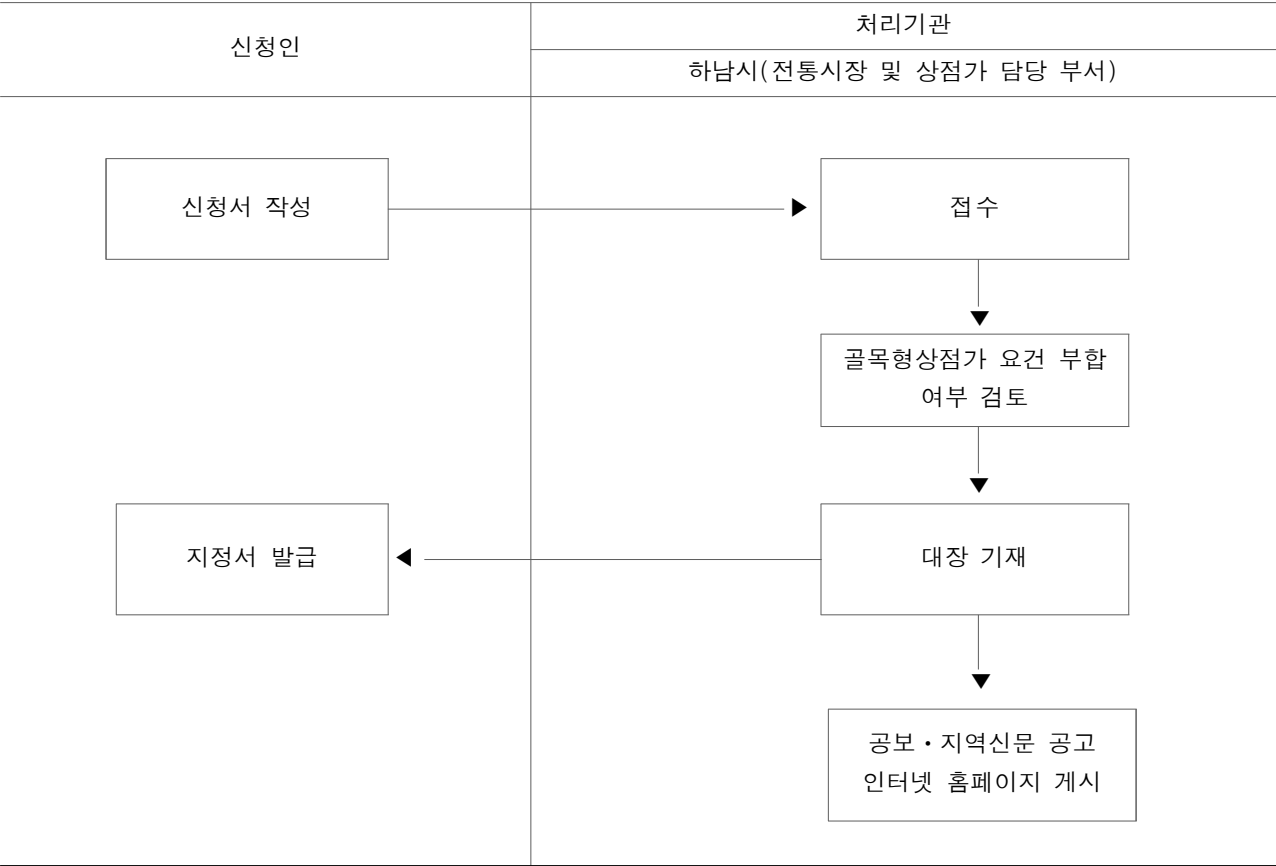 신청인
처리기관
하남시(전통시장 및 상점가 담당 부서)
신청서 작성
접수
골목형상점가 요건 부합
여부 검토
지정서 발급
대장 기재
공보·지역신문 공고
인터넷 홈페이지 게시